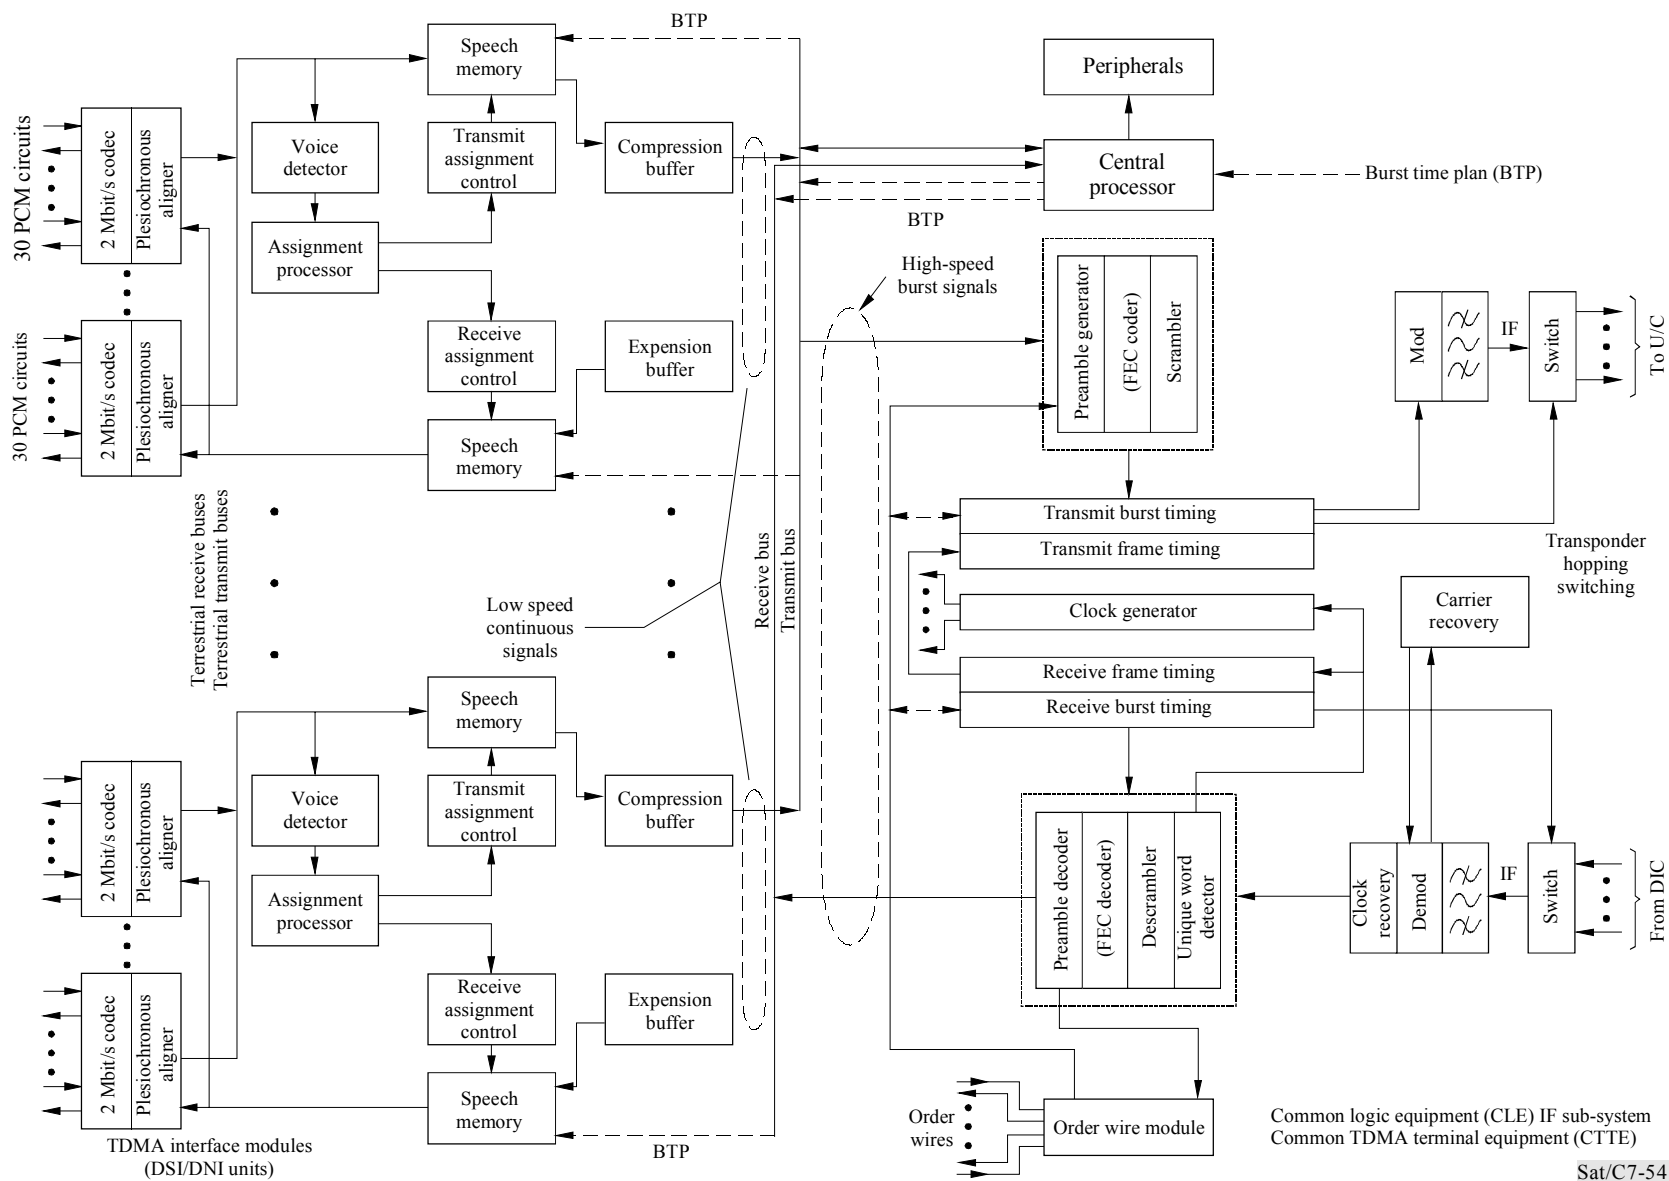 BTP
Speech
memory
Peripherals
30 PCM circuits
2 Mbit/s codec
Plesiochronous
aligner
Voice
detector
Transmit
assignment
control
Compression
buffer
Central
processor
Burst time plan (BTP)
BTP
Assignment
processor
High-speed
burst signals
Preamble generator
(FEC coder)
Scrambler
Mod
IF
Switch
To U/C
30 PCM circuits
2 Mbit/s codec
Plesiochronous
aligner
Receive
assignment
control
Expension
buffer
Speech
memory
Terrestrial receive buses
Terrestrial transmit buses
Receive bus
Transmit bus
Transmit burst timing
Transmit frame timing
Transponder
hopping
switching
Low speed
continuous
signals
Clock generator
Carrier
recovery
Receive frame timing
Receive burst timing
Speech
memory
2 Mbit/s codec
Plesiochronous
aligner
Voice
detector
Transmit
assignment
control
Compression
buffer
Assignment
processor
Preamble decoder
(FEC decoder)
Descrambler
Unique word
detector
Clock
recovery
Demod
IF
Switch
From DIC
2 Mbit/s codec
Plesiochronous
aligner
Receive
assignment
control
Expension
buffer
Speech
memory
BTP
Order
wires
Order wire module
TDMA interface modules
(DSI/DNI units)
Common logic equipment (CLE) IF sub-system
Common TDMA terminal equipment (CTTE)
Sat/C7-54